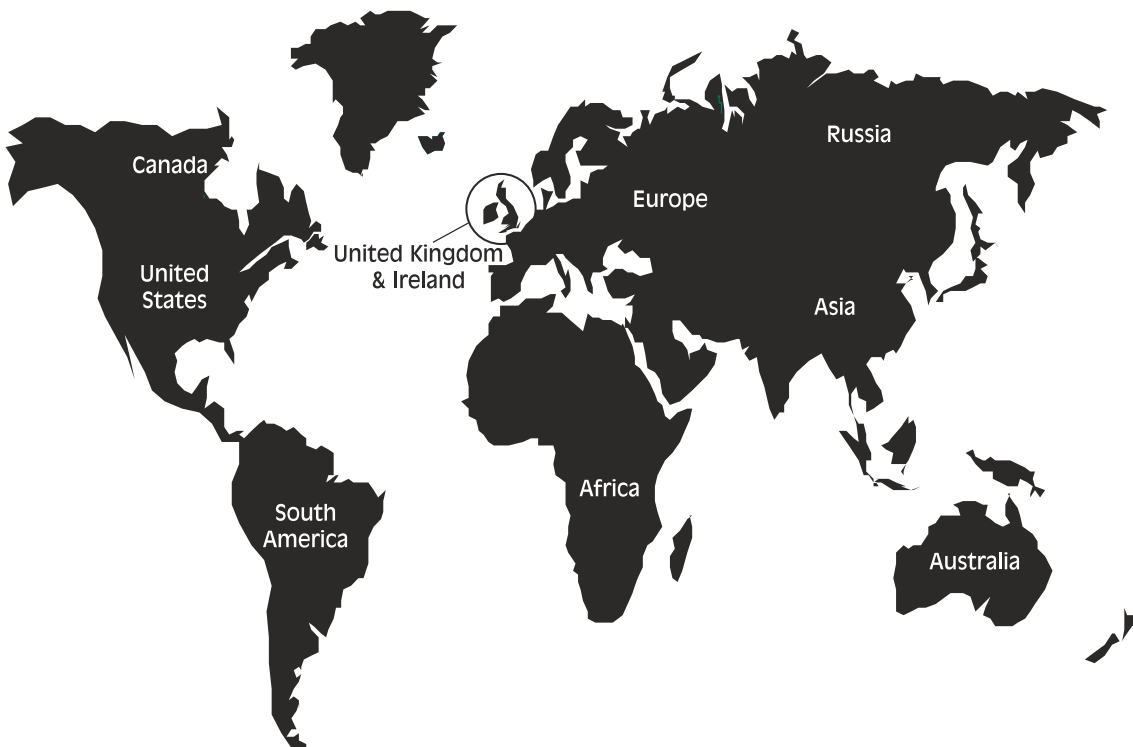 Canada
Russia
Europe
United Kingdom
& Ireland
United
States
Asia
South
America
Africa
Australia